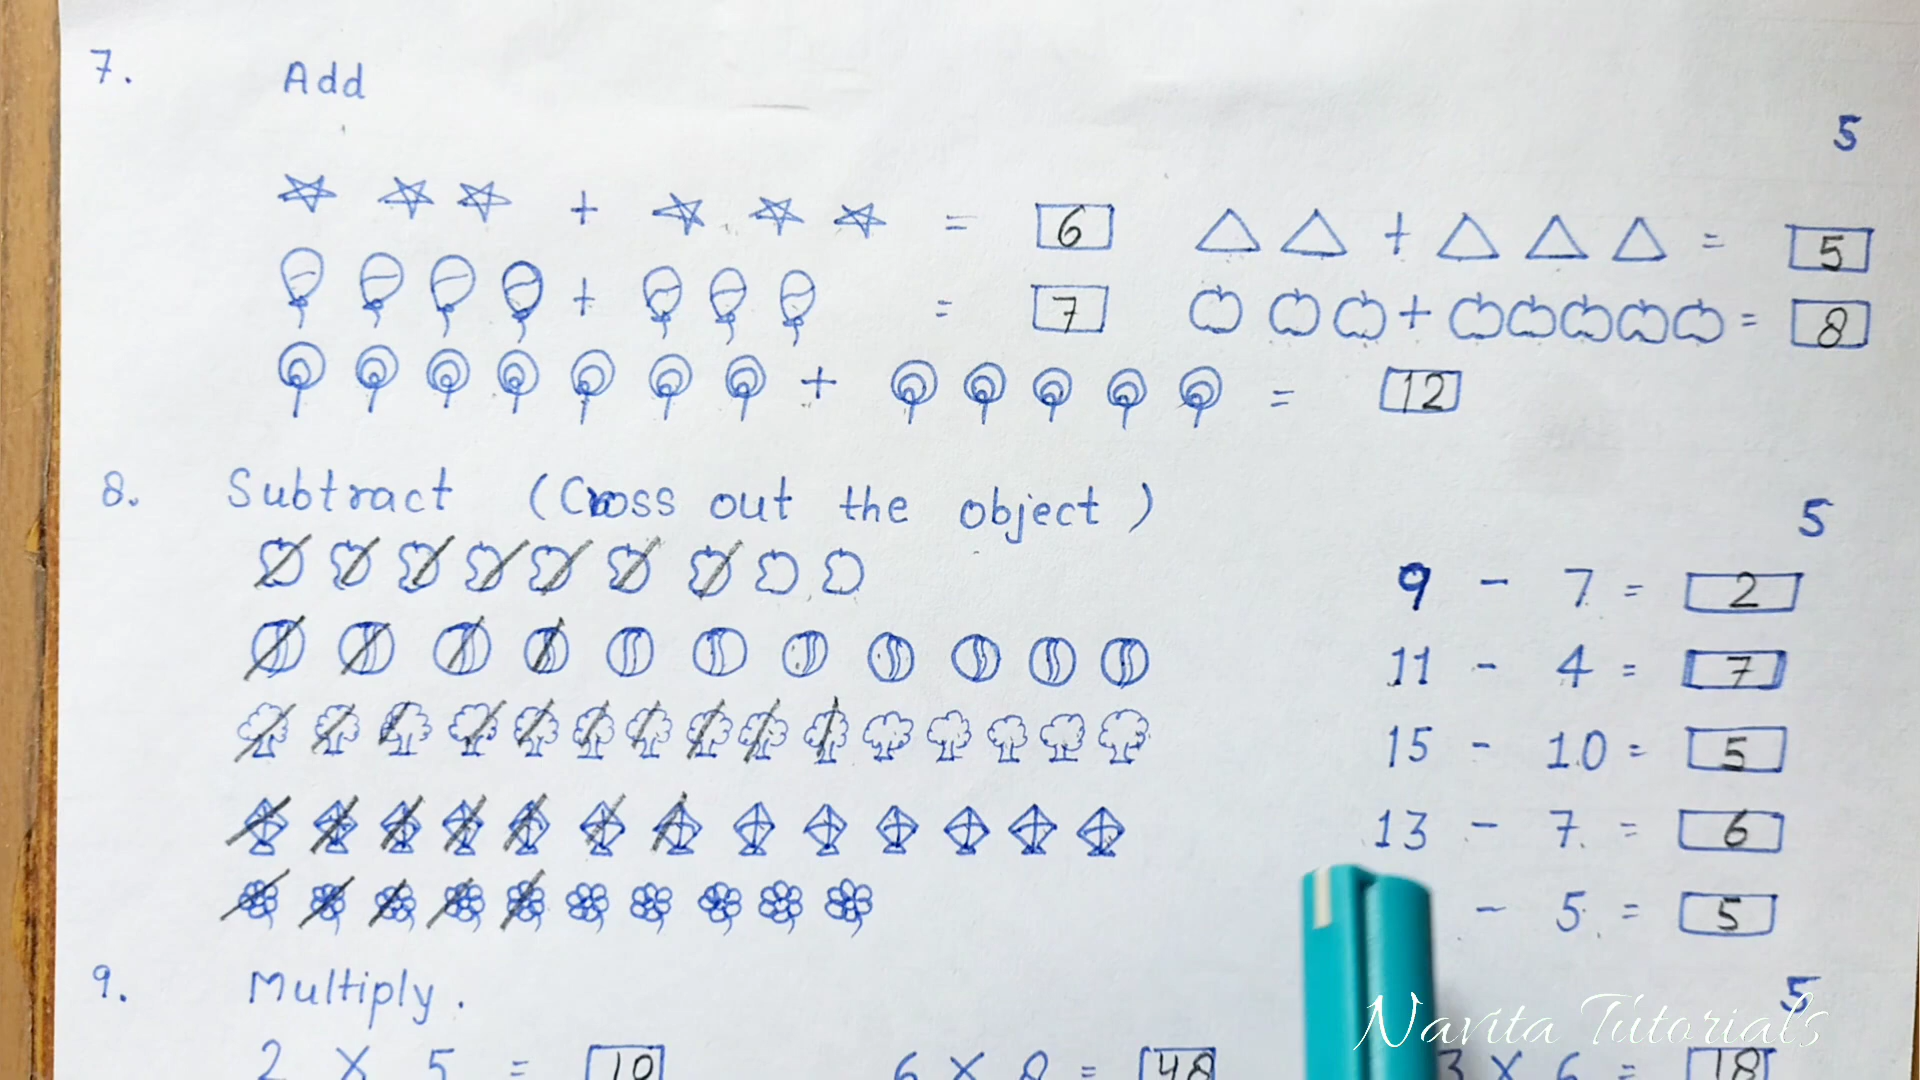 7. Add
5
+ = 6 + = 5
+ = 7 + = 8
+ = 12
8. Subtract (Cross out the object)
5
9 - 7 = 2
11 - 4 = 7
15 - 10 = 5
13 - 7 = 6
- 5 = 5
9. Multiply.
5
2 X 5 = 10 6 X 8 = 48 3 X 6 = 18
Navita Tutorials